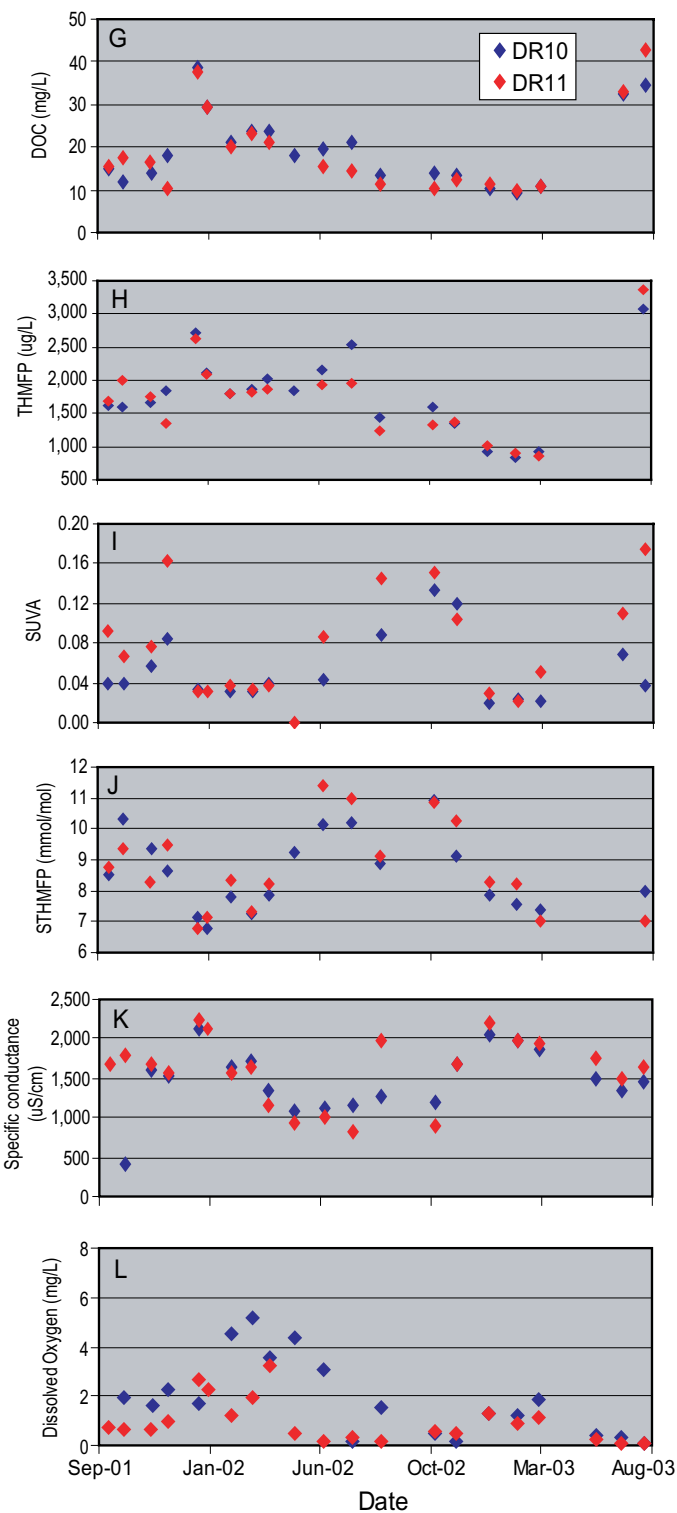 G
DOC (mg/L)
50
40
30
20
10
0
DR10
DR11
H
THMFP (ug/L)
3,500
3,000
2,500
2,000
1,500
1,000
500
I
SUVA
0.20
0.16
0.12
0.08
0.04
0.00
J
STHMFP (mmol/mol)
12
11
10
9
8
7
6
K
Specific conductance
(uS/cm)
2,500
2,000
1,500
1,000
500
0
L
Dissolved Oxygen (mg/L)
8
6
4
2
0
Sep-01 Jan-02 Jun-02 Oct-02 Mar-03 Aug-03
Date